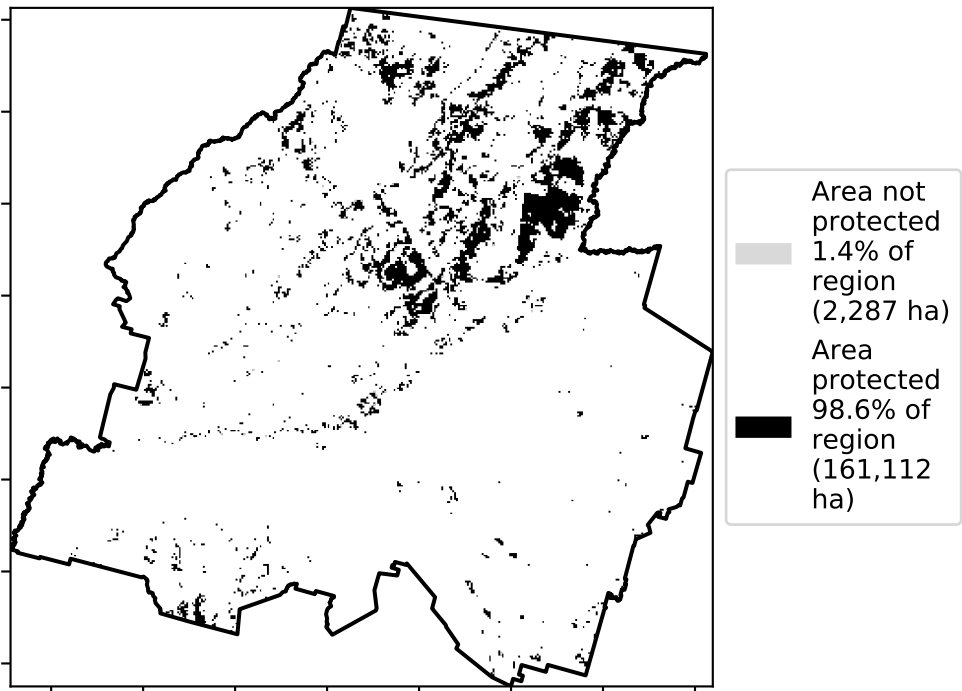 Area not
protected
1.4% of
region
(2,287 ha)
Area
protected
98.6% of
region
(161,112
ha)